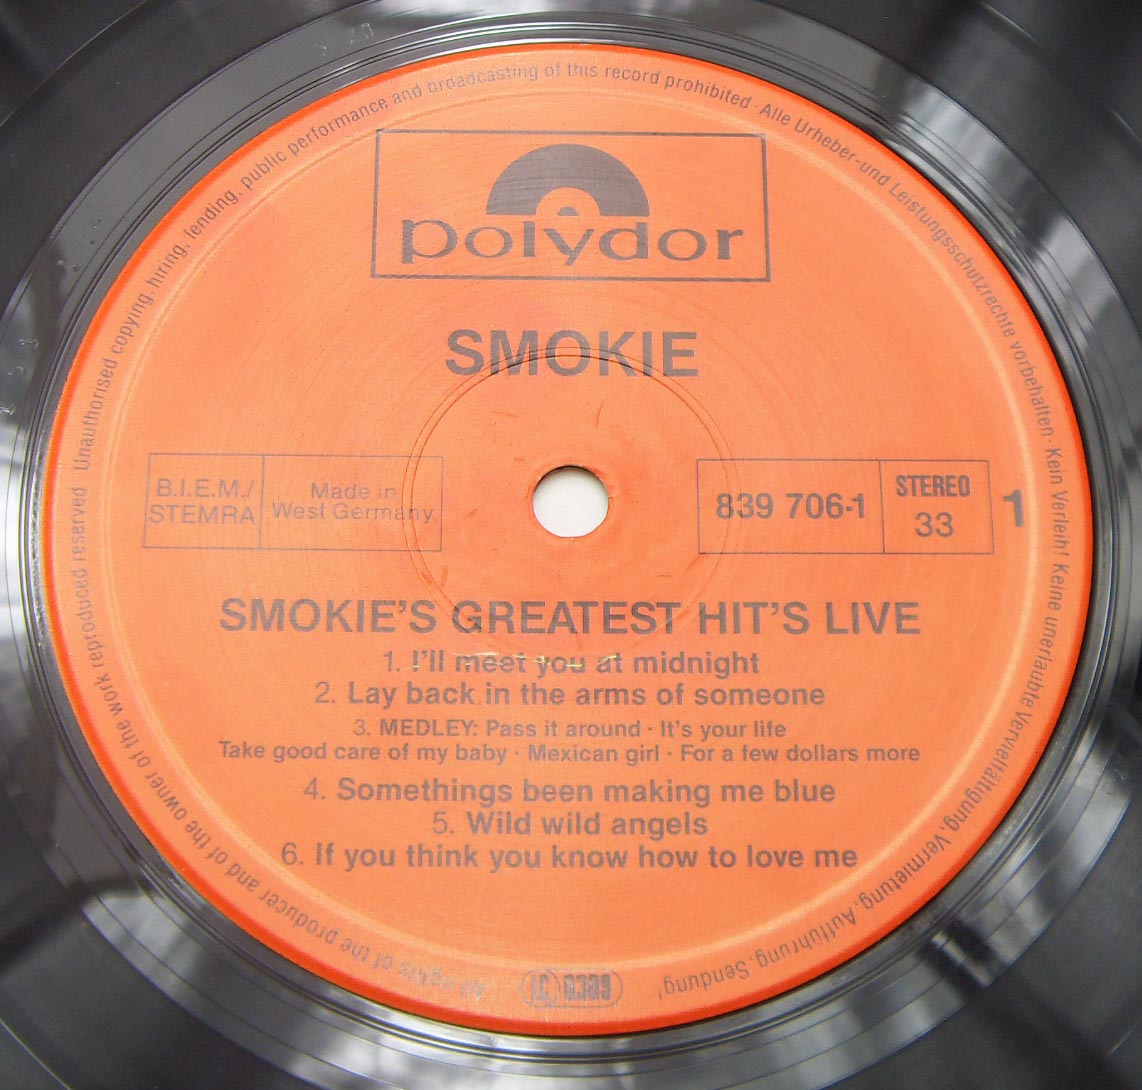 polydor
SMOKIE
B.I.E.M./
STEMRA
Made in
West Germany
839 706-1
STEREO
33
1
SMOKIE'S GREATEST HIT'S LIVE
1. I'll meet you at midnight
2. Lay back in the arms of someone
3. MEDLEY: Pass it around · It's your life
Take good care of my baby · Mexican girl · For a few dollars more
4. Somethings been making me blue
5. Wild wild angels
6. If you think you know how to love me
All rights of the producer and of the owner of the work reproduced reserved Unauthorised copying, hiring, lending, public performance and broadcasting of this record prohibited · Alle Urheber- und Leistungsschutzrechte vorbehalten · Kein Verleih! Keine unerlaubte Vervielfältigung, Vermietung, Aufführung, Sendung!